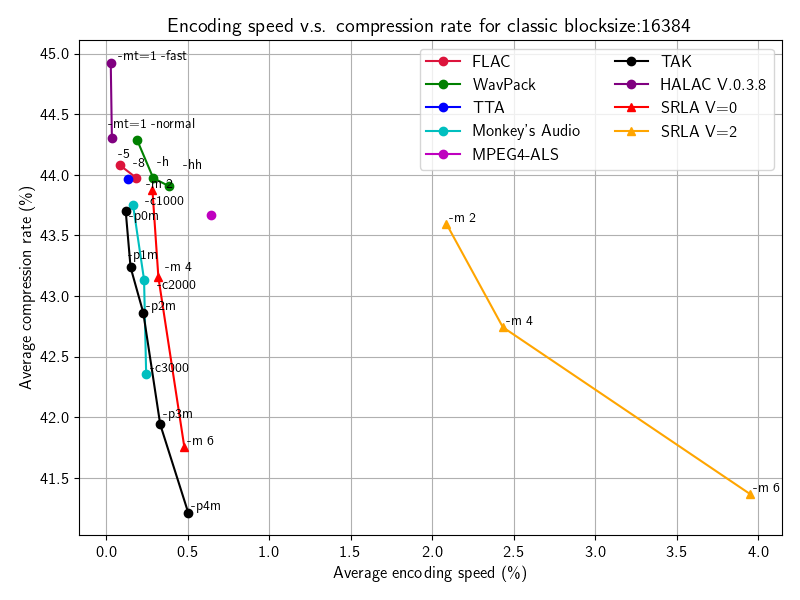 Encoding speed v.s. compression rate for classic blocksize:16384
FLAC
WavPack
TTA
Monkey's Audio
MPEG4-ALS
TAK
HALAC V.0.3.8
SRLA V=0
SRLA V=2
-mt=1 -fast
-mt=1 -normal
-5
-8
-h
-hh
-m 2
-c1000
-p0m
-p1m
-m 4
-c2000
-p2m
-c3000
-p3m
-m 6
-p4m
-m 2
-m 4
-m 6
45.0
44.5
44.0
43.5
43.0
42.5
42.0
41.5
Average compression rate (%)
0.0 0.5 1.0 1.5 2.0 2.5 3.0 3.5 4.0
Average encoding speed (%)